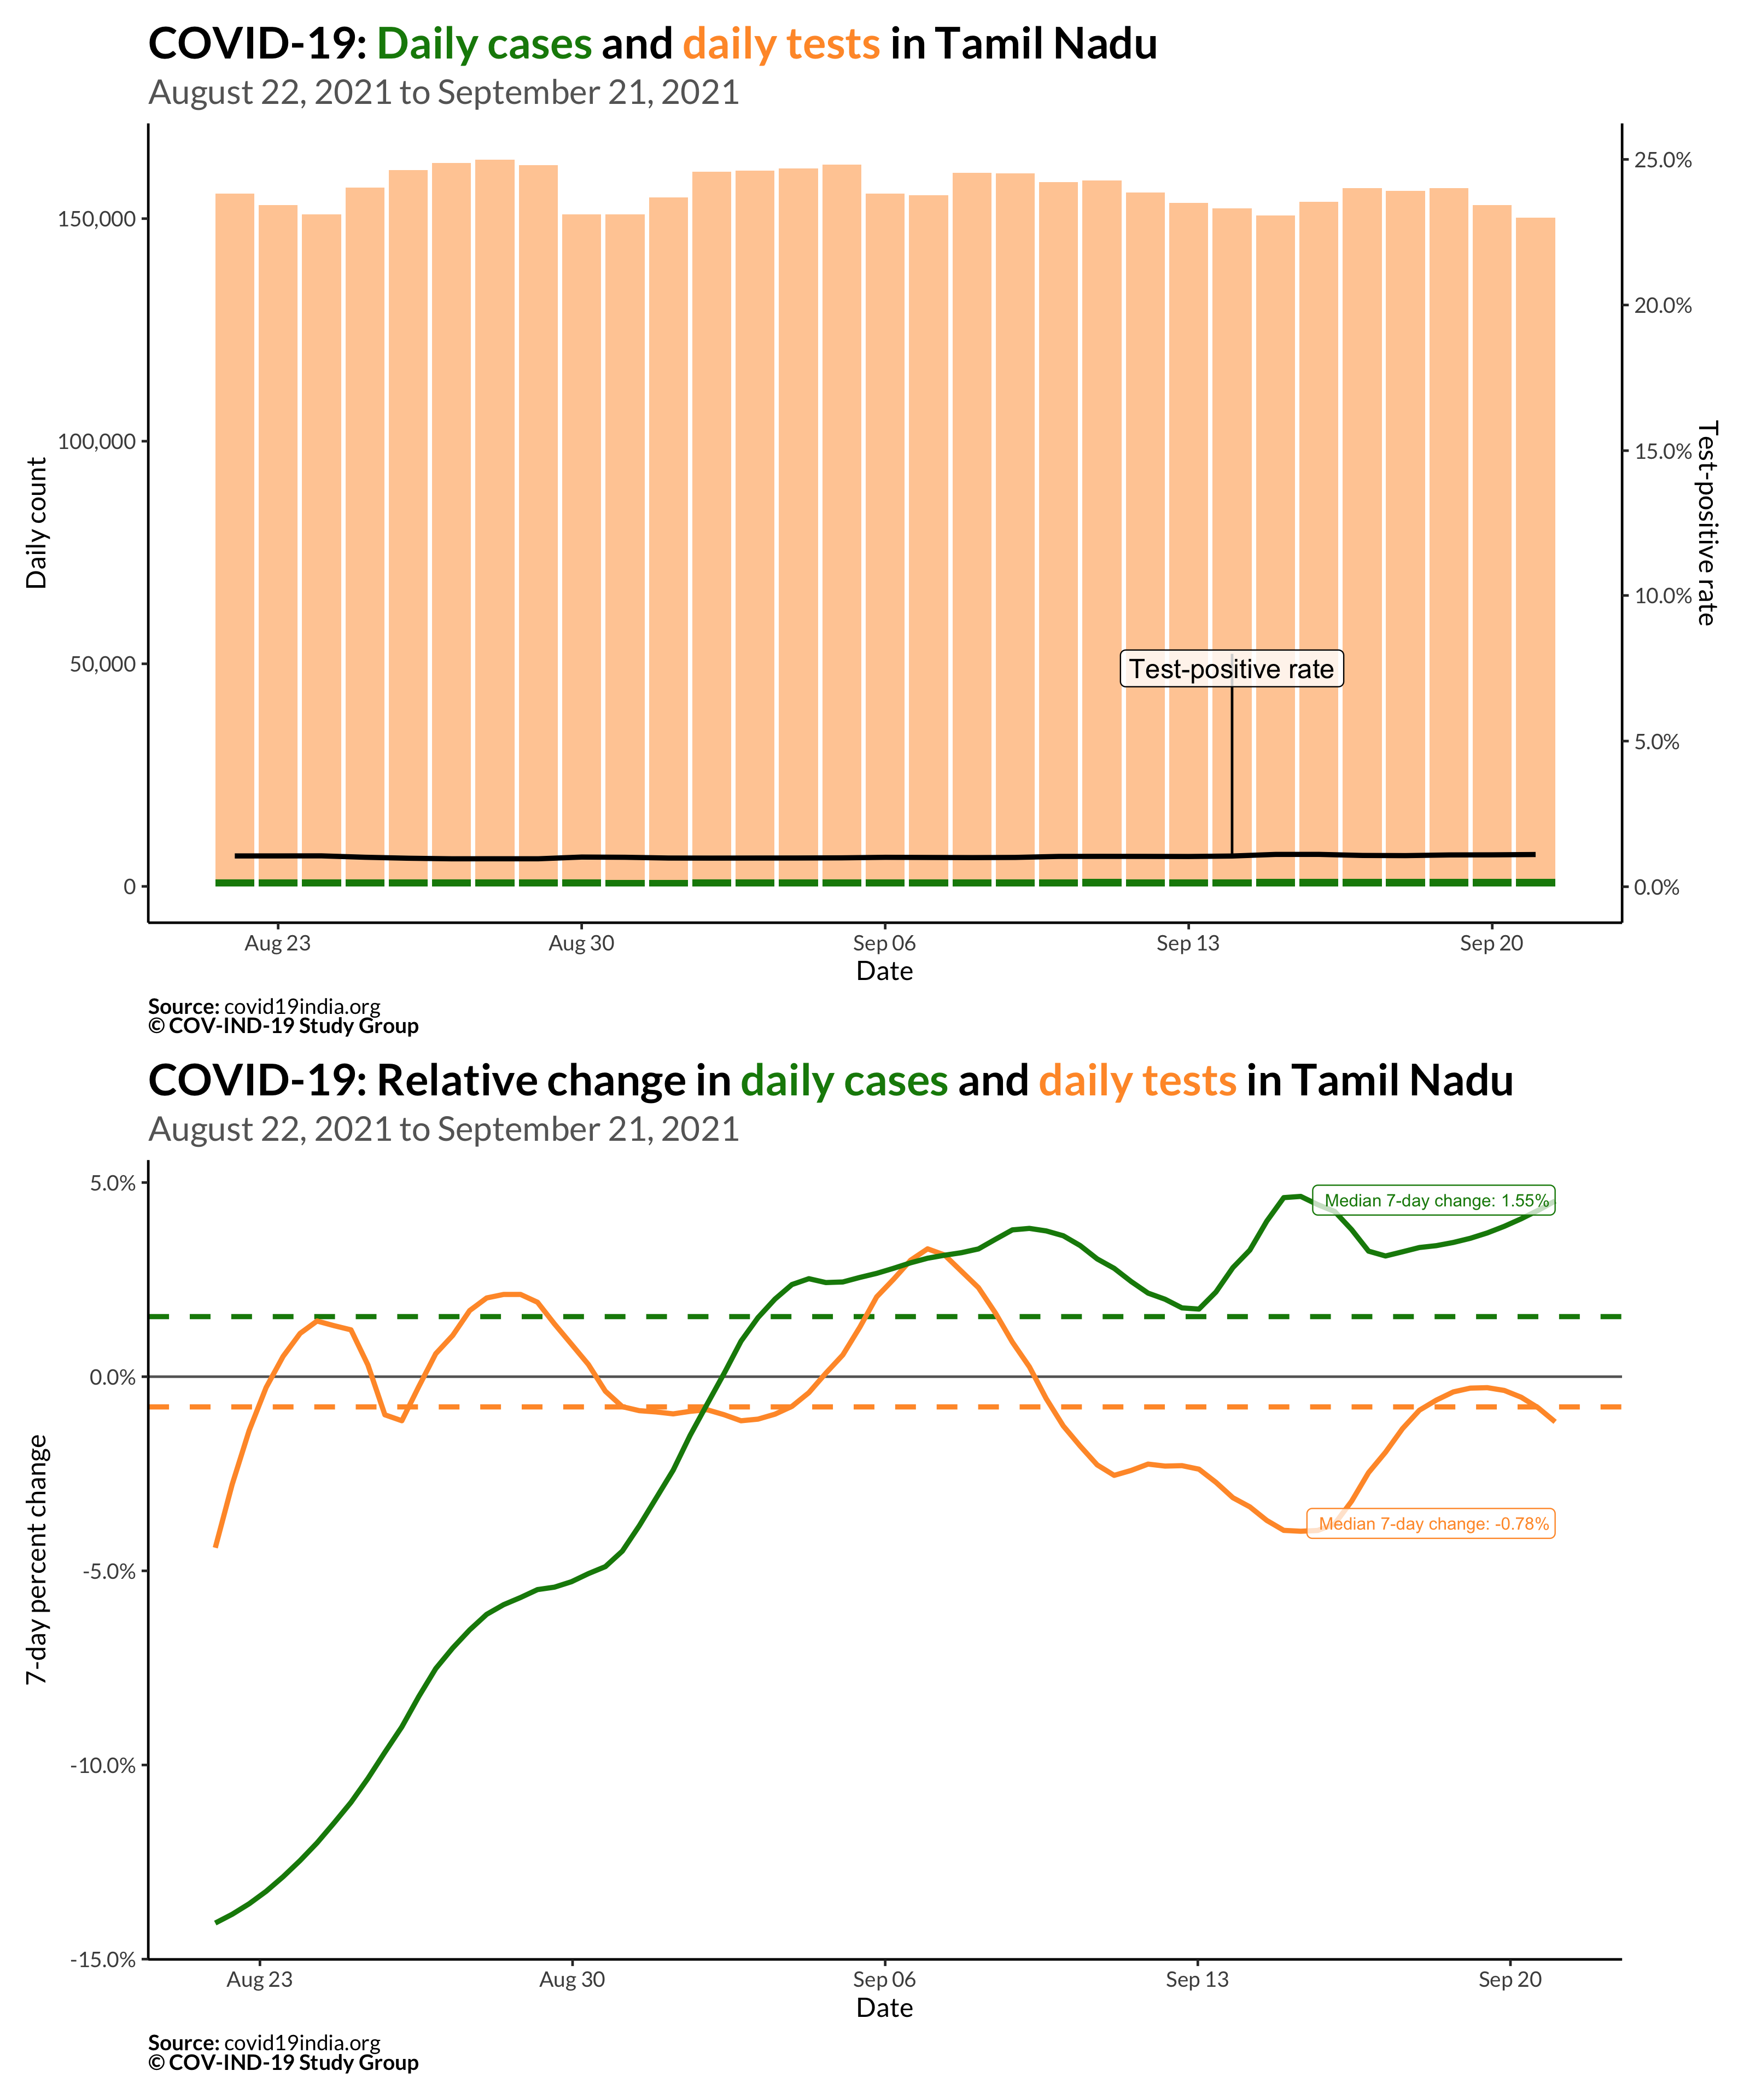 COVID-19: Daily cases and daily tests in Tamil Nadu
August 22, 2021 to September 21, 2021
Daily count
150,000
100,000
50,000
0
25.0%
20.0%
15.0%
10.0%
5.0%
0.0%
Test-positive rate
Test-positive rate
Aug 23 Aug 30 Sep 06 Sep 13 Sep 20
Date
Source: covid19india.org
© COV-IND-19 Study Group
COVID-19: Relative change in daily cases and daily tests in Tamil Nadu
August 22, 2021 to September 21, 2021
7-day percent change
5.0%
0.0%
-5.0%
-10.0%
-15.0%
Median 7-day change: 1.55%
Median 7-day change: -0.78%
Aug 23 Aug 30 Sep 06 Sep 13 Sep 20
Date
Source: covid19india.org
© COV-IND-19 Study Group